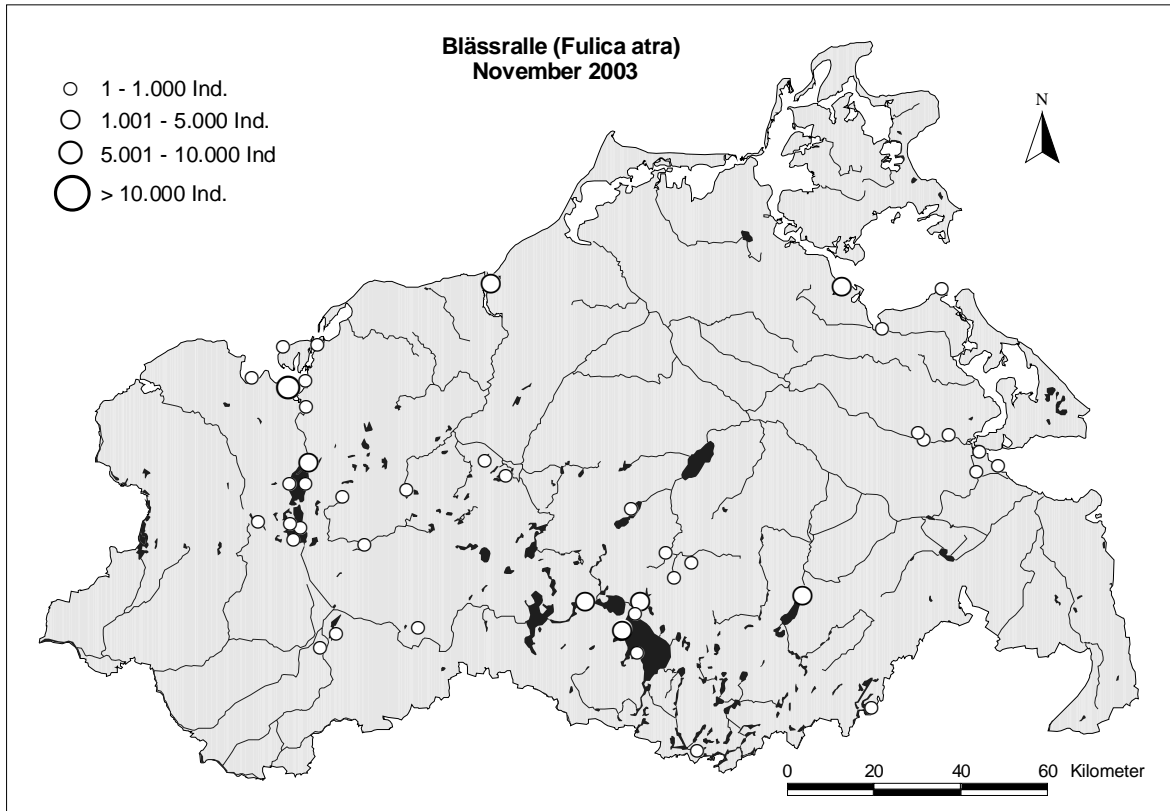 Blässralle (Fulica atra)
November 2003
1 - 1.000 Ind.
1.001 - 5.000 Ind.
5.001 - 10.000 Ind
> 10.000 Ind.
N
0 20 40 60 Kilometer